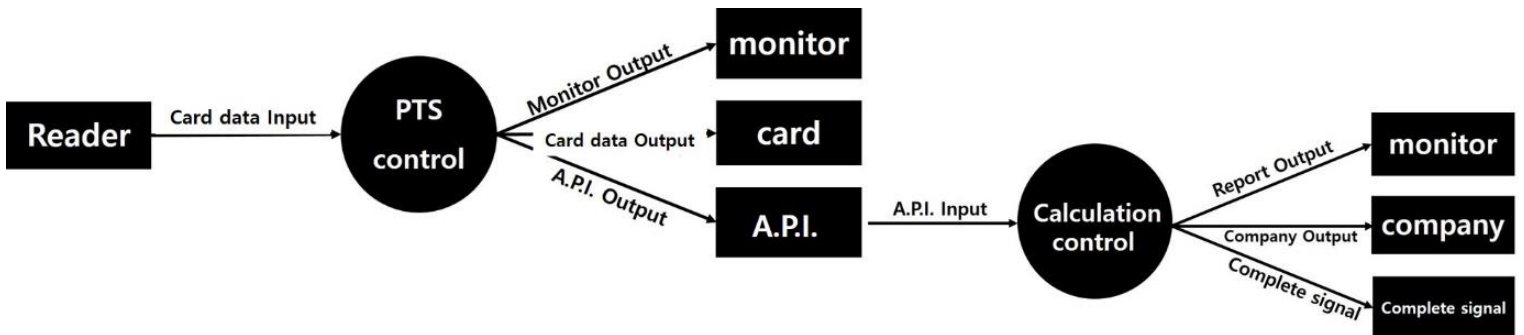 Reader
Card data Input
PTS
control
Monitor Output
Card data Output
A.P.I. Output
monitor
card
A.P.I.
A.P.I. Input
Calculation
control
Report Output
Company Output
Complete signal
monitor
company
Complete signal